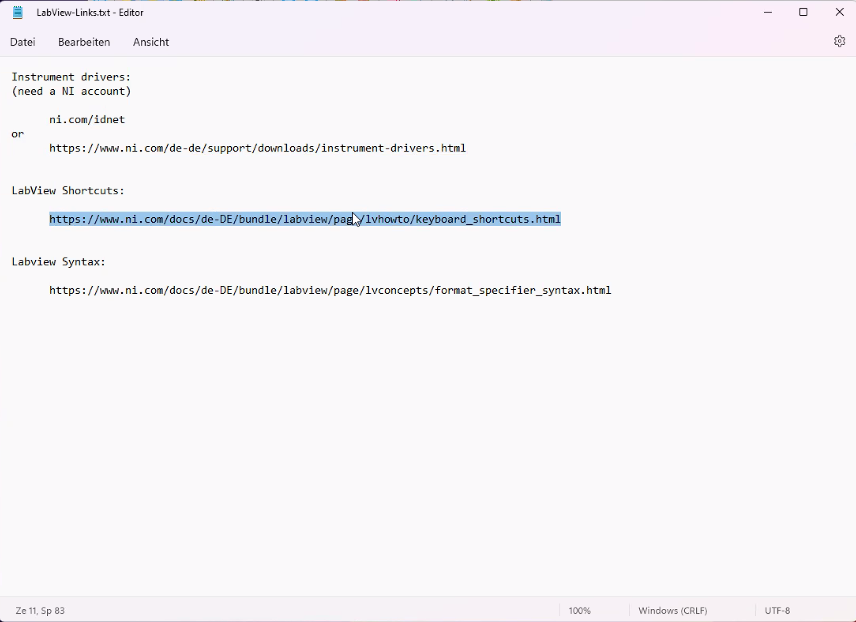 LabView-Links.txt - Editor
Datei Bearbeiten Ansicht
Instrument drivers:
(need a NI account)
ni.com/idnet
or
https://www.ni.com/de-de/support/downloads/instrument-drivers.html
LabView Shortcuts:
https://www.ni.com/docs/de-DE/bundle/labview/page/lvhowto/keyboard_shortcuts.html
Labview Syntax:
https://www.ni.com/docs/de-DE/bundle/labview/page/lvconcepts/format_specifier_syntax.html
Ze 11, Sp 83 100% Windows (CRLF) UTF-8